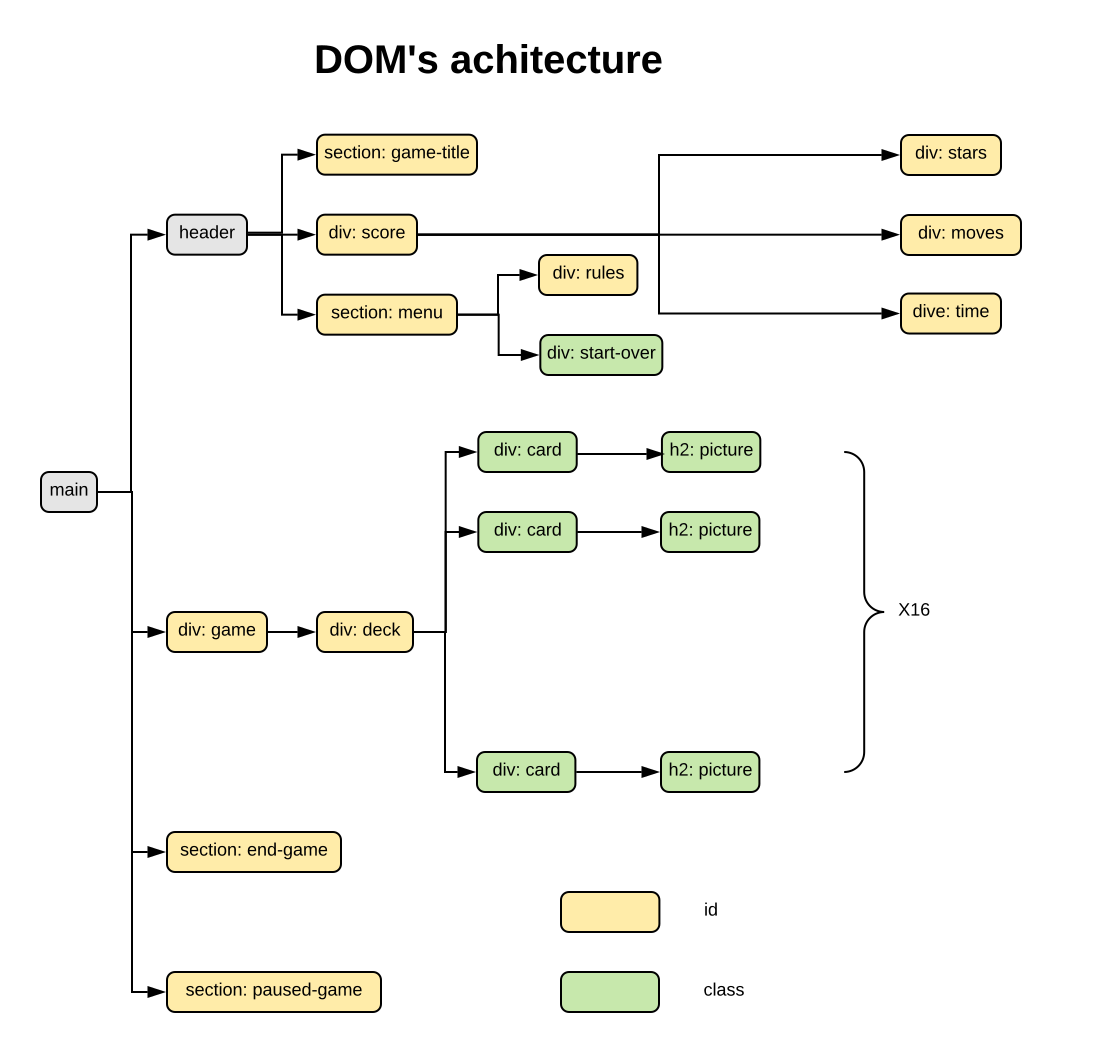 DOM's achitecture
section: game-title
div: stars
header
div: score
div: moves
div: rules
section: menu
dive: time
div: start-over
div: card
h2: picture
main
div: card
h2: picture
X16
div: game
div: deck
div: card
h2: picture
section: end-game
id
section: paused-game
class